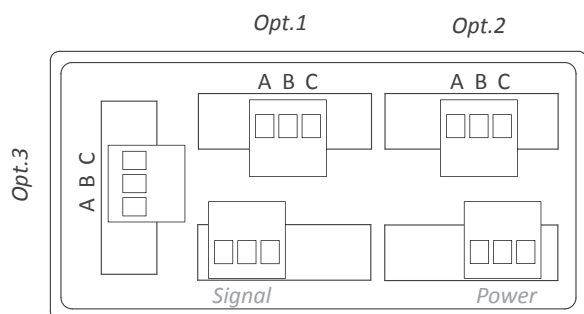 Opt.1
Opt.2
A B C
A B C
Opt.3
A B C
Signal
Power